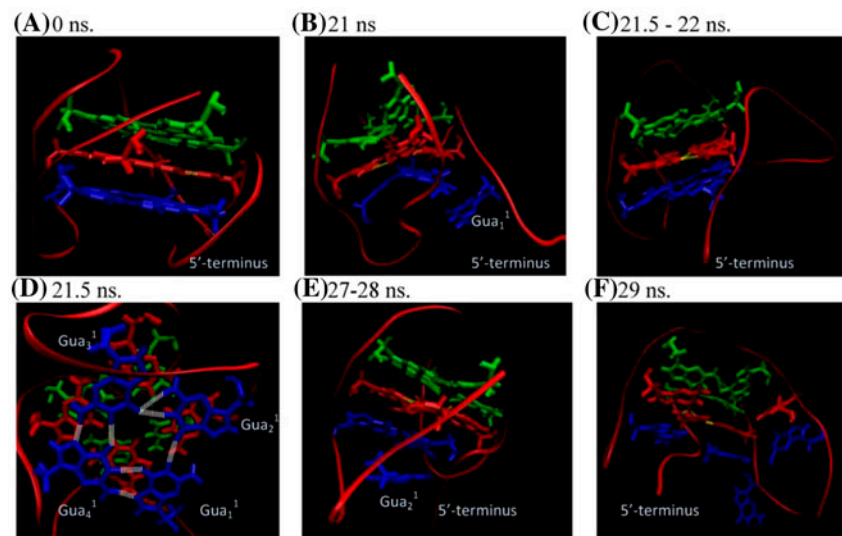 (A) 0 ns.
(B) 21 ns
(C) 21.5 - 22 ns.
5′-terminus
Gua₁¹
5′-terminus
5′-terminus
(D) 21.5 ns.
(E) 27-28 ns.
(F) 29 ns.
Gua₃¹
Gua₂¹
Gua₄¹
Gua₁¹
Gua₂¹
5′-terminus
5′-terminus